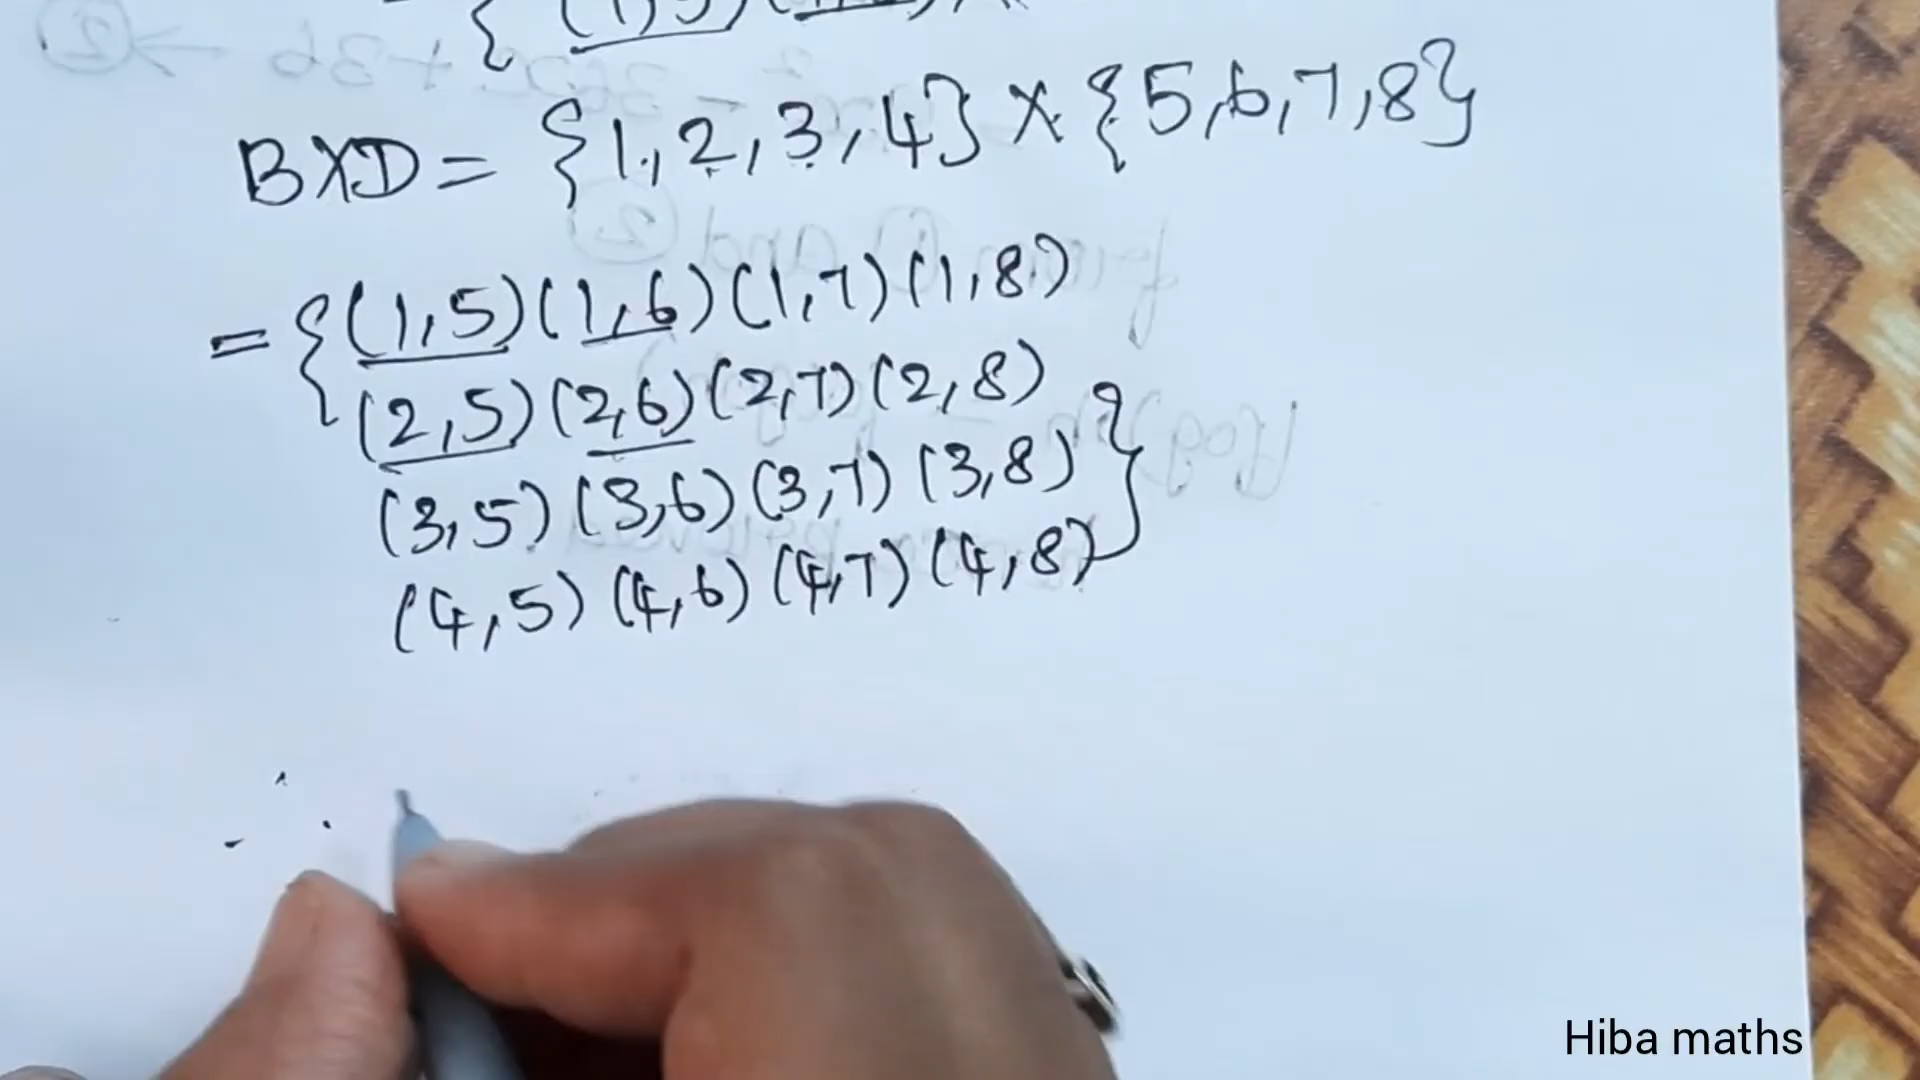 {(1,5)
B×D = {1,2,3,4} × {5,6,7,8}
= {(1,5)(1,6)(1,7)(1,8)
(2,5)(2,6)(2,7)(2,8)
(3,5)(3,6)(3,7)(3,8)}
(4,5)(4,6)(4,7)(4,8)
Hiba maths